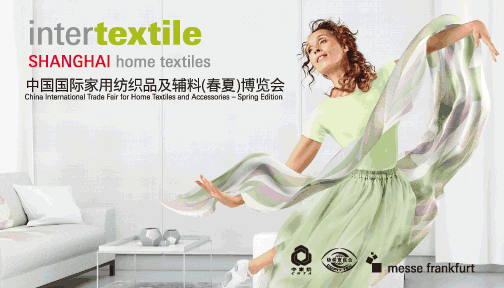 intertextile
SHANGHAI home textiles
中国国际家用纺织品及辅料(春夏)博览会
China International Trade Fair for Home Textiles and Accessories – Spring Edition
messe frankfurt